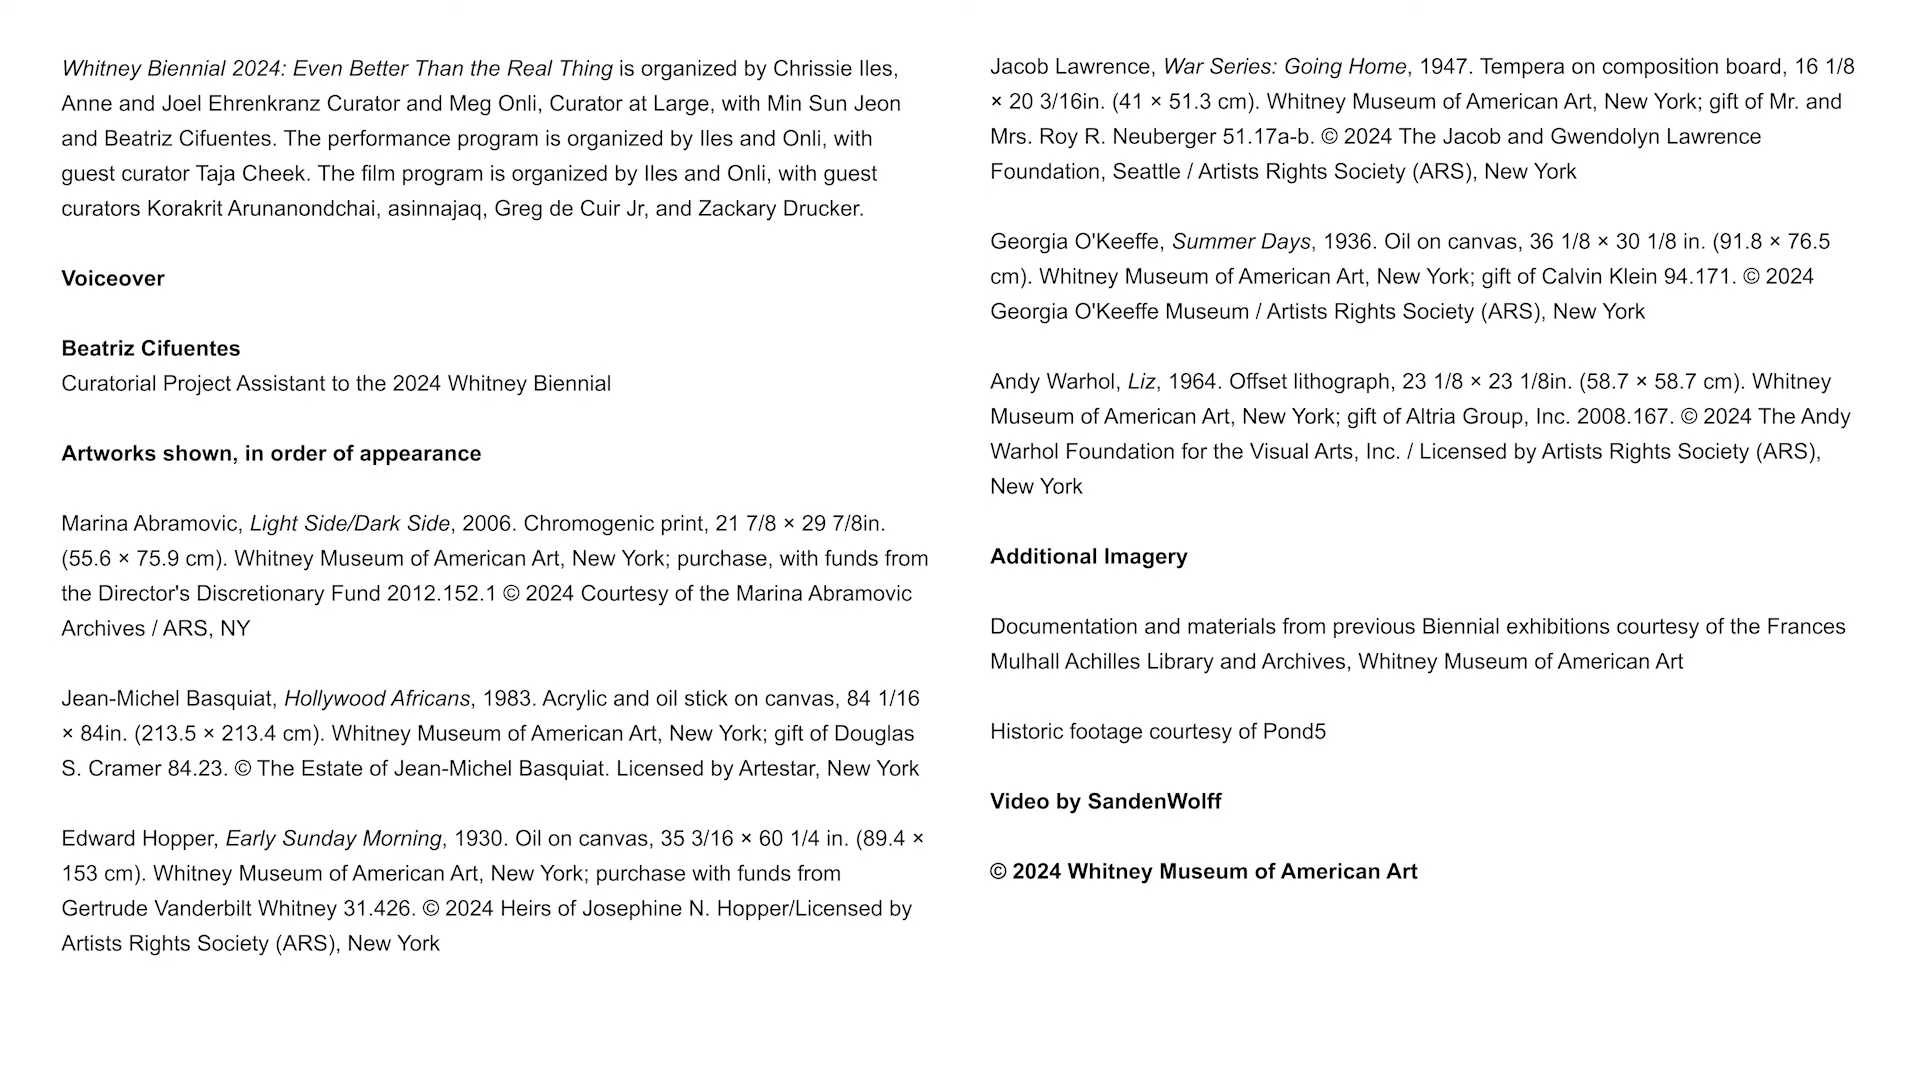 Whitney Biennial 2024: Even Better Than the Real Thing is organized by Chrissie Iles,
Anne and Joel Ehrenkranz Curator and Meg Onli, Curator at Large, with Min Sun Jeon
and Beatriz Cifuentes. The performance program is organized by Iles and Onli, with
guest curator Taja Cheek. The film program is organized by Iles and Onli, with guest
curators Korakrit Arunanondchai, asinnajaq, Greg de Cuir Jr, and Zackary Drucker.
Voiceover
Beatriz Cifuentes
Curatorial Project Assistant to the 2024 Whitney Biennial
Artworks shown, in order of appearance
Marina Abramovic, Light Side/Dark Side, 2006. Chromogenic print, 21 7/8 × 29 7/8in.
(55.6 × 75.9 cm). Whitney Museum of American Art, New York; purchase, with funds from
the Director's Discretionary Fund 2012.152.1 © 2024 Courtesy of the Marina Abramovic
Archives / ARS, NY
Jean-Michel Basquiat, Hollywood Africans, 1983. Acrylic and oil stick on canvas, 84 1/16
× 84in. (213.5 × 213.4 cm). Whitney Museum of American Art, New York; gift of Douglas
S. Cramer 84.23. © The Estate of Jean-Michel Basquiat. Licensed by Artestar, New York
Edward Hopper, Early Sunday Morning, 1930. Oil on canvas, 35 3/16 × 60 1/4 in. (89.4 ×
153 cm). Whitney Museum of American Art, New York; purchase with funds from
Gertrude Vanderbilt Whitney 31.426. © 2024 Heirs of Josephine N. Hopper/Licensed by
Artists Rights Society (ARS), New York
Jacob Lawrence, War Series: Going Home, 1947. Tempera on composition board, 16 1/8
× 20 3/16in. (41 × 51.3 cm). Whitney Museum of American Art, New York; gift of Mr. and
Mrs. Roy R. Neuberger 51.17a-b. © 2024 The Jacob and Gwendolyn Lawrence
Foundation, Seattle / Artists Rights Society (ARS), New York
Georgia O'Keeffe, Summer Days, 1936. Oil on canvas, 36 1/8 × 30 1/8 in. (91.8 × 76.5
cm). Whitney Museum of American Art, New York; gift of Calvin Klein 94.171. © 2024
Georgia O'Keeffe Museum / Artists Rights Society (ARS), New York
Andy Warhol, Liz, 1964. Offset lithograph, 23 1/8 × 23 1/8in. (58.7 × 58.7 cm). Whitney
Museum of American Art, New York; gift of Altria Group, Inc. 2008.167. © 2024 The Andy
Warhol Foundation for the Visual Arts, Inc. / Licensed by Artists Rights Society (ARS),
New York
Additional Imagery
Documentation and materials from previous Biennial exhibitions courtesy of the Frances
Mulhall Achilles Library and Archives, Whitney Museum of American Art
Historic footage courtesy of Pond5
Video by SandenWolff
© 2024 Whitney Museum of American Art